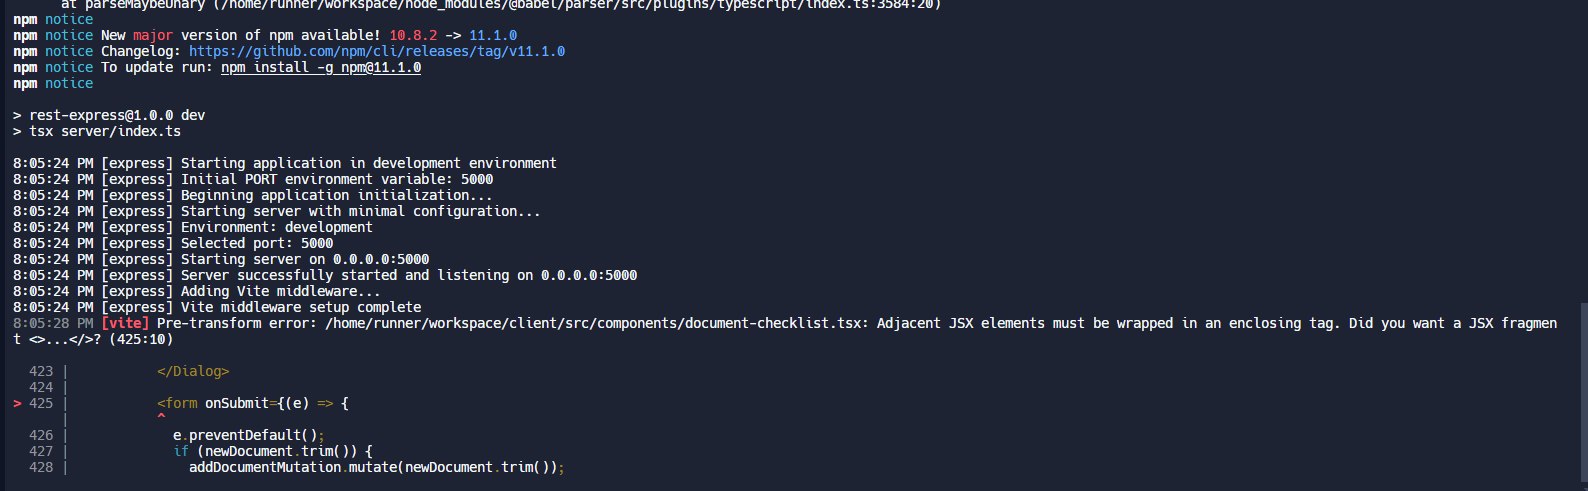 at parseMaybeUnary (/home/runner/workspace/node_modules/@babel/parser/src/plugins/typescript/index.ts:3584:20)
npm notice
npm notice New major version of npm available! 10.8.2 -> 11.1.0
npm notice Changelog: https://github.com/npm/cli/releases/tag/v11.1.0
npm notice To update run: npm install -g npm@11.1.0
npm notice
> rest-express@1.0.0 dev
> tsx server/index.ts
8:05:24 PM [express] Starting application in development environment
8:05:24 PM [express] Initial PORT environment variable: 5000
8:05:24 PM [express] Beginning application initialization...
8:05:24 PM [express] Starting server with minimal configuration...
8:05:24 PM [express] Environment: development
8:05:24 PM [express] Selected port: 5000
8:05:24 PM [express] Starting server on 0.0.0.0:5000
8:05:24 PM [express] Server successfully started and listening on 0.0.0.0:5000
8:05:24 PM [express] Adding Vite middleware...
8:05:24 PM [express] Vite middleware setup complete
8:05:28 PM [vite] Pre-transform error: /home/runner/workspace/client/src/components/document-checklist.tsx: Adjacent JSX elements must be wrapped in an enclosing tag. Did you want a JSX fragmen
t <>...</>? (425:10)
423 |           </Dialog>
424 |
> 425 |           <form onSubmit={(e) => {
|           ^
426 |             e.preventDefault();
427 |             if (newDocument.trim()) {
428 |               addDocumentMutation.mutate(newDocument.trim());